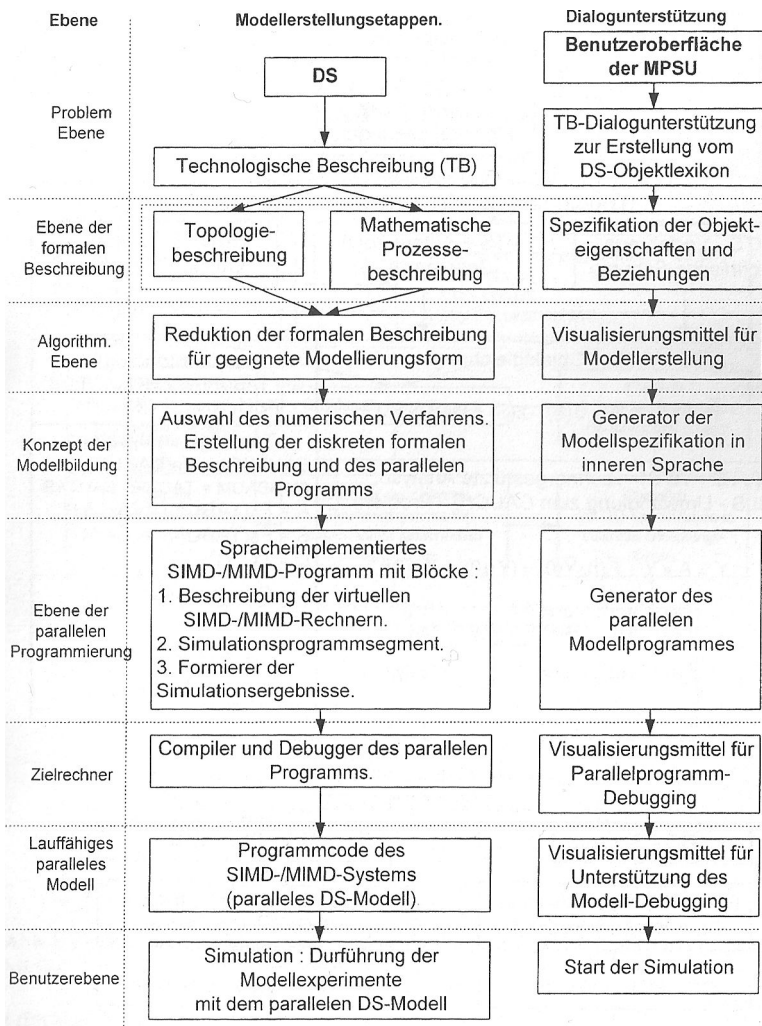 Ebene
Modellerstellungsetappen.
Dialogunterstützung
Problem
Ebene
DS
Technologische Beschreibung (TB)
Benutzeroberfläche
der MPSU
TB-Dialogunterstützung
zur Erstellung vom
DS-Objektlexikon
Ebene der
formalen
Beschreibung
Topologie-
beschreibung
Mathematische
Prozesse-
beschreibung
Spezifikation der Objekt-
eigenschaften und
Beziehungen
Algorithm.
Ebene
Reduktion der formalen Beschreibung
für geeignete Modellierungsform
Visualisierungsmittel für
Modellerstellung
Konzept der
Modellbildung
Auswahl des numerischen Verfahrens.
Erstellung der diskreten formalen
Beschreibung und des parallelen
Programms
Generator der
Modellspezifikation in
inneren Sprache
Ebene der
parallelen
Programmierung
Spracheimplementiertes
SIMD-/MIMD-Programm mit Blöcke :
1. Beschreibung der virtuellen
SIMD-/MIMD-Rechnern.
2. Simulationsprogrammsegment.
3. Formierer der
Simulationsergebnisse.
Generator des
parallelen
Modellprogrammes
Zielrechner
Compiler und Debugger des parallelen
Programms.
Visualisierungsmittel für
Parallelprogramm-
Debugging
Lauffähiges
paralleles
Modell
Programmcode des
SIMD-/MIMD-Systems
(paralleles DS-Modell)
Visualisierungsmittel für
Unterstützung des
Modell-Debugging
Benutzerebene
Simulation : Durführung der
Modellexperimente
mit dem parallelen DS-Modell
Start der Simulation